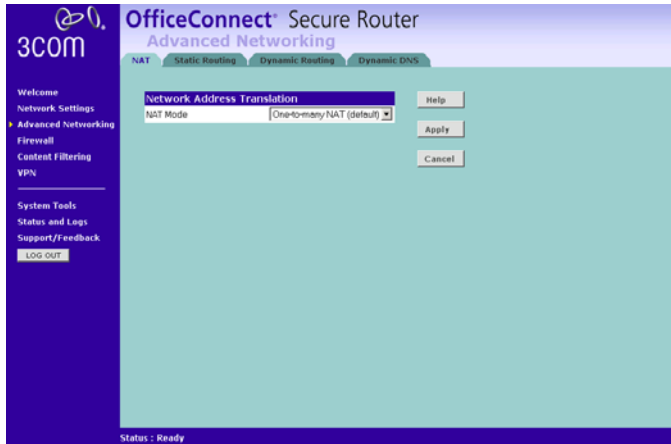 3COM
OfficeConnect® Secure Router
Advanced Networking
NAT Static Routing Dynamic Routing Dynamic DNS
Welcome
Network Settings
Advanced Networking
Firewall
Content Filtering
VPN
System Tools
Status and Logs
Support/Feedback
LOG OUT
Network Address Translation
NAT Mode One-to-many NAT (default)
Help
Apply
Cancel
Status : Ready